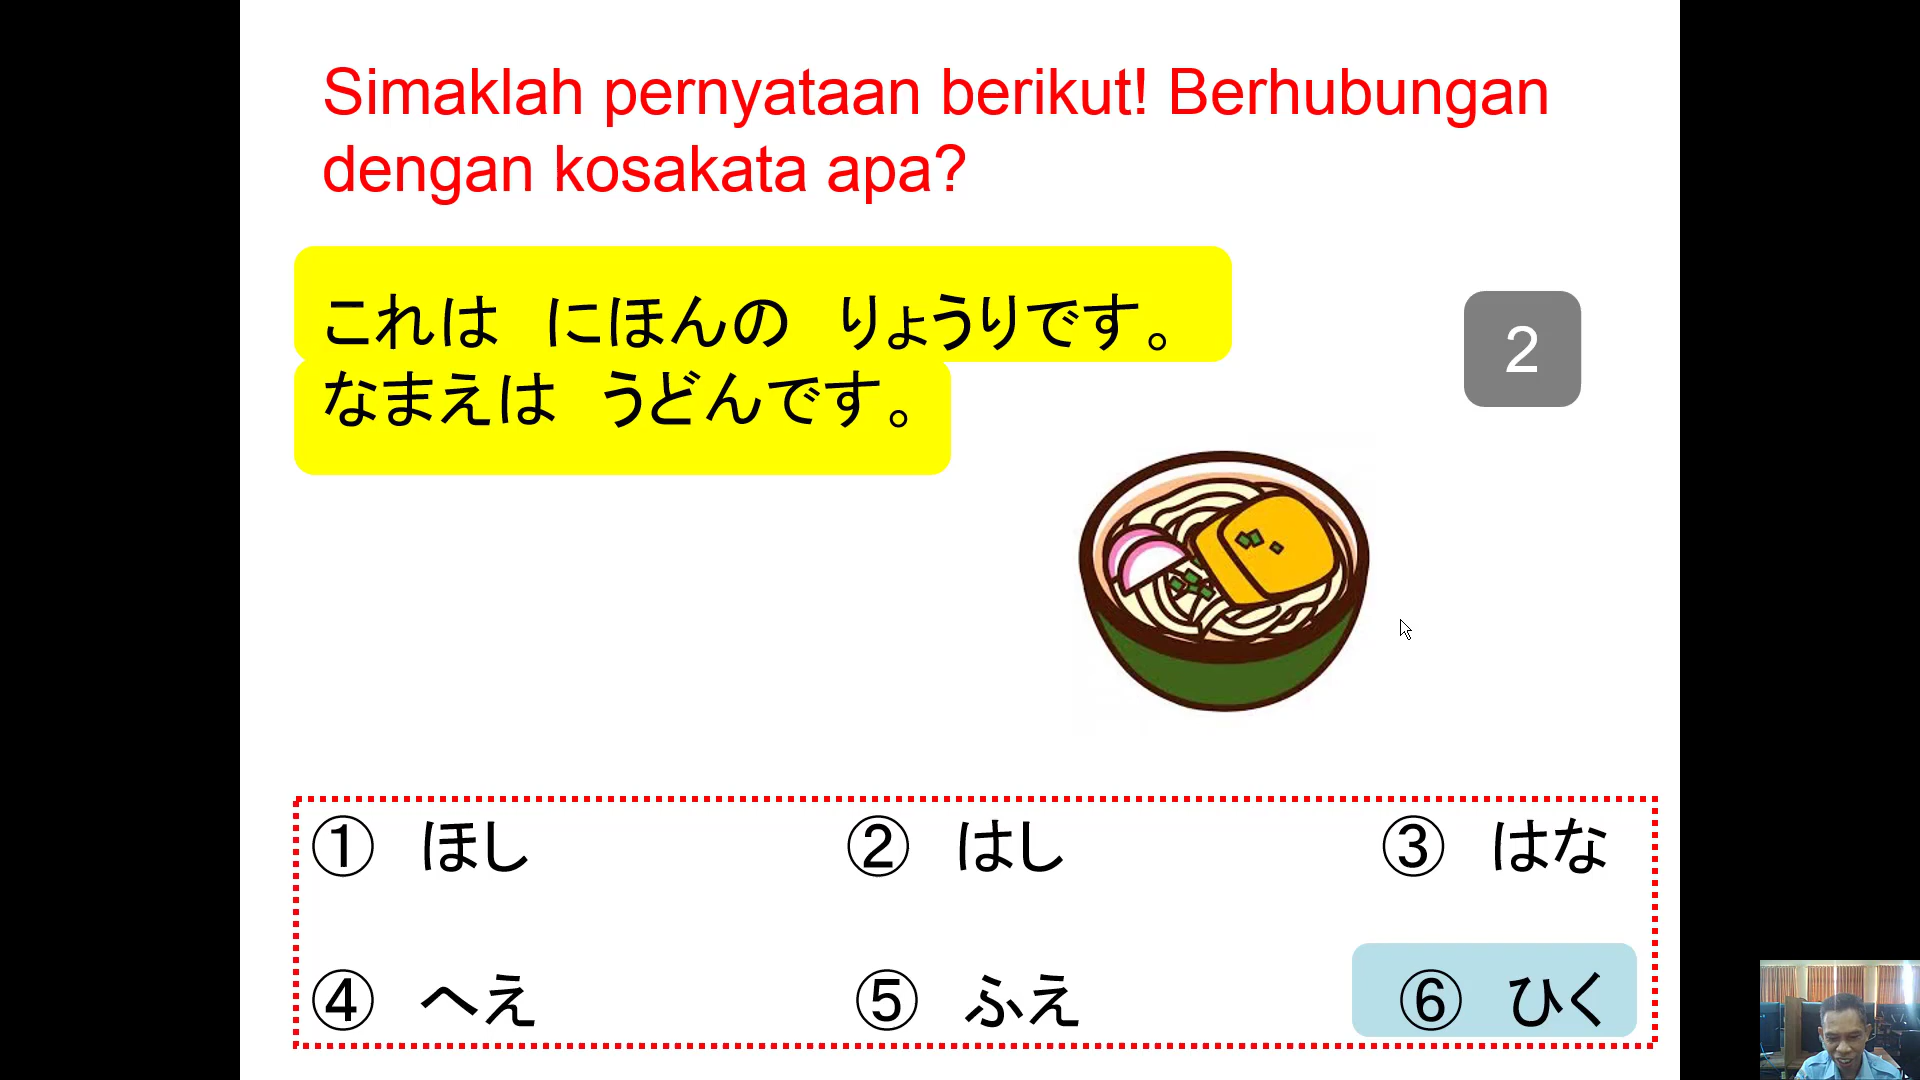 Simaklah pernyataan berikut! Berhubungan
dengan kosakata apa?
これは　にほんの　りょうりです。
なまえは　うどんです。
2
① ほし　② はし　③ はな
④ へえ　⑤ ふえ　⑥ ひく